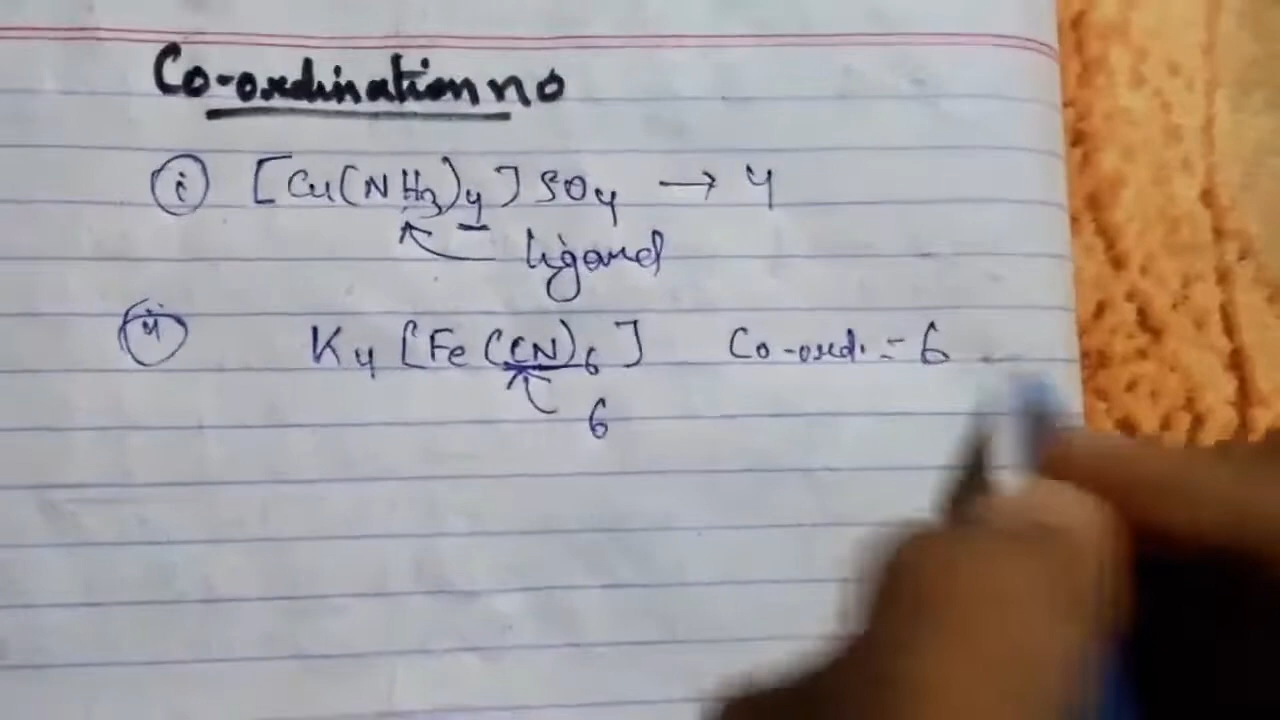 Co-ordination no
(i) [Cu(NH3)4]SO4 → 4
ligand
(ii) K4[Fe(CN)6] Co-ordi. = 6
6